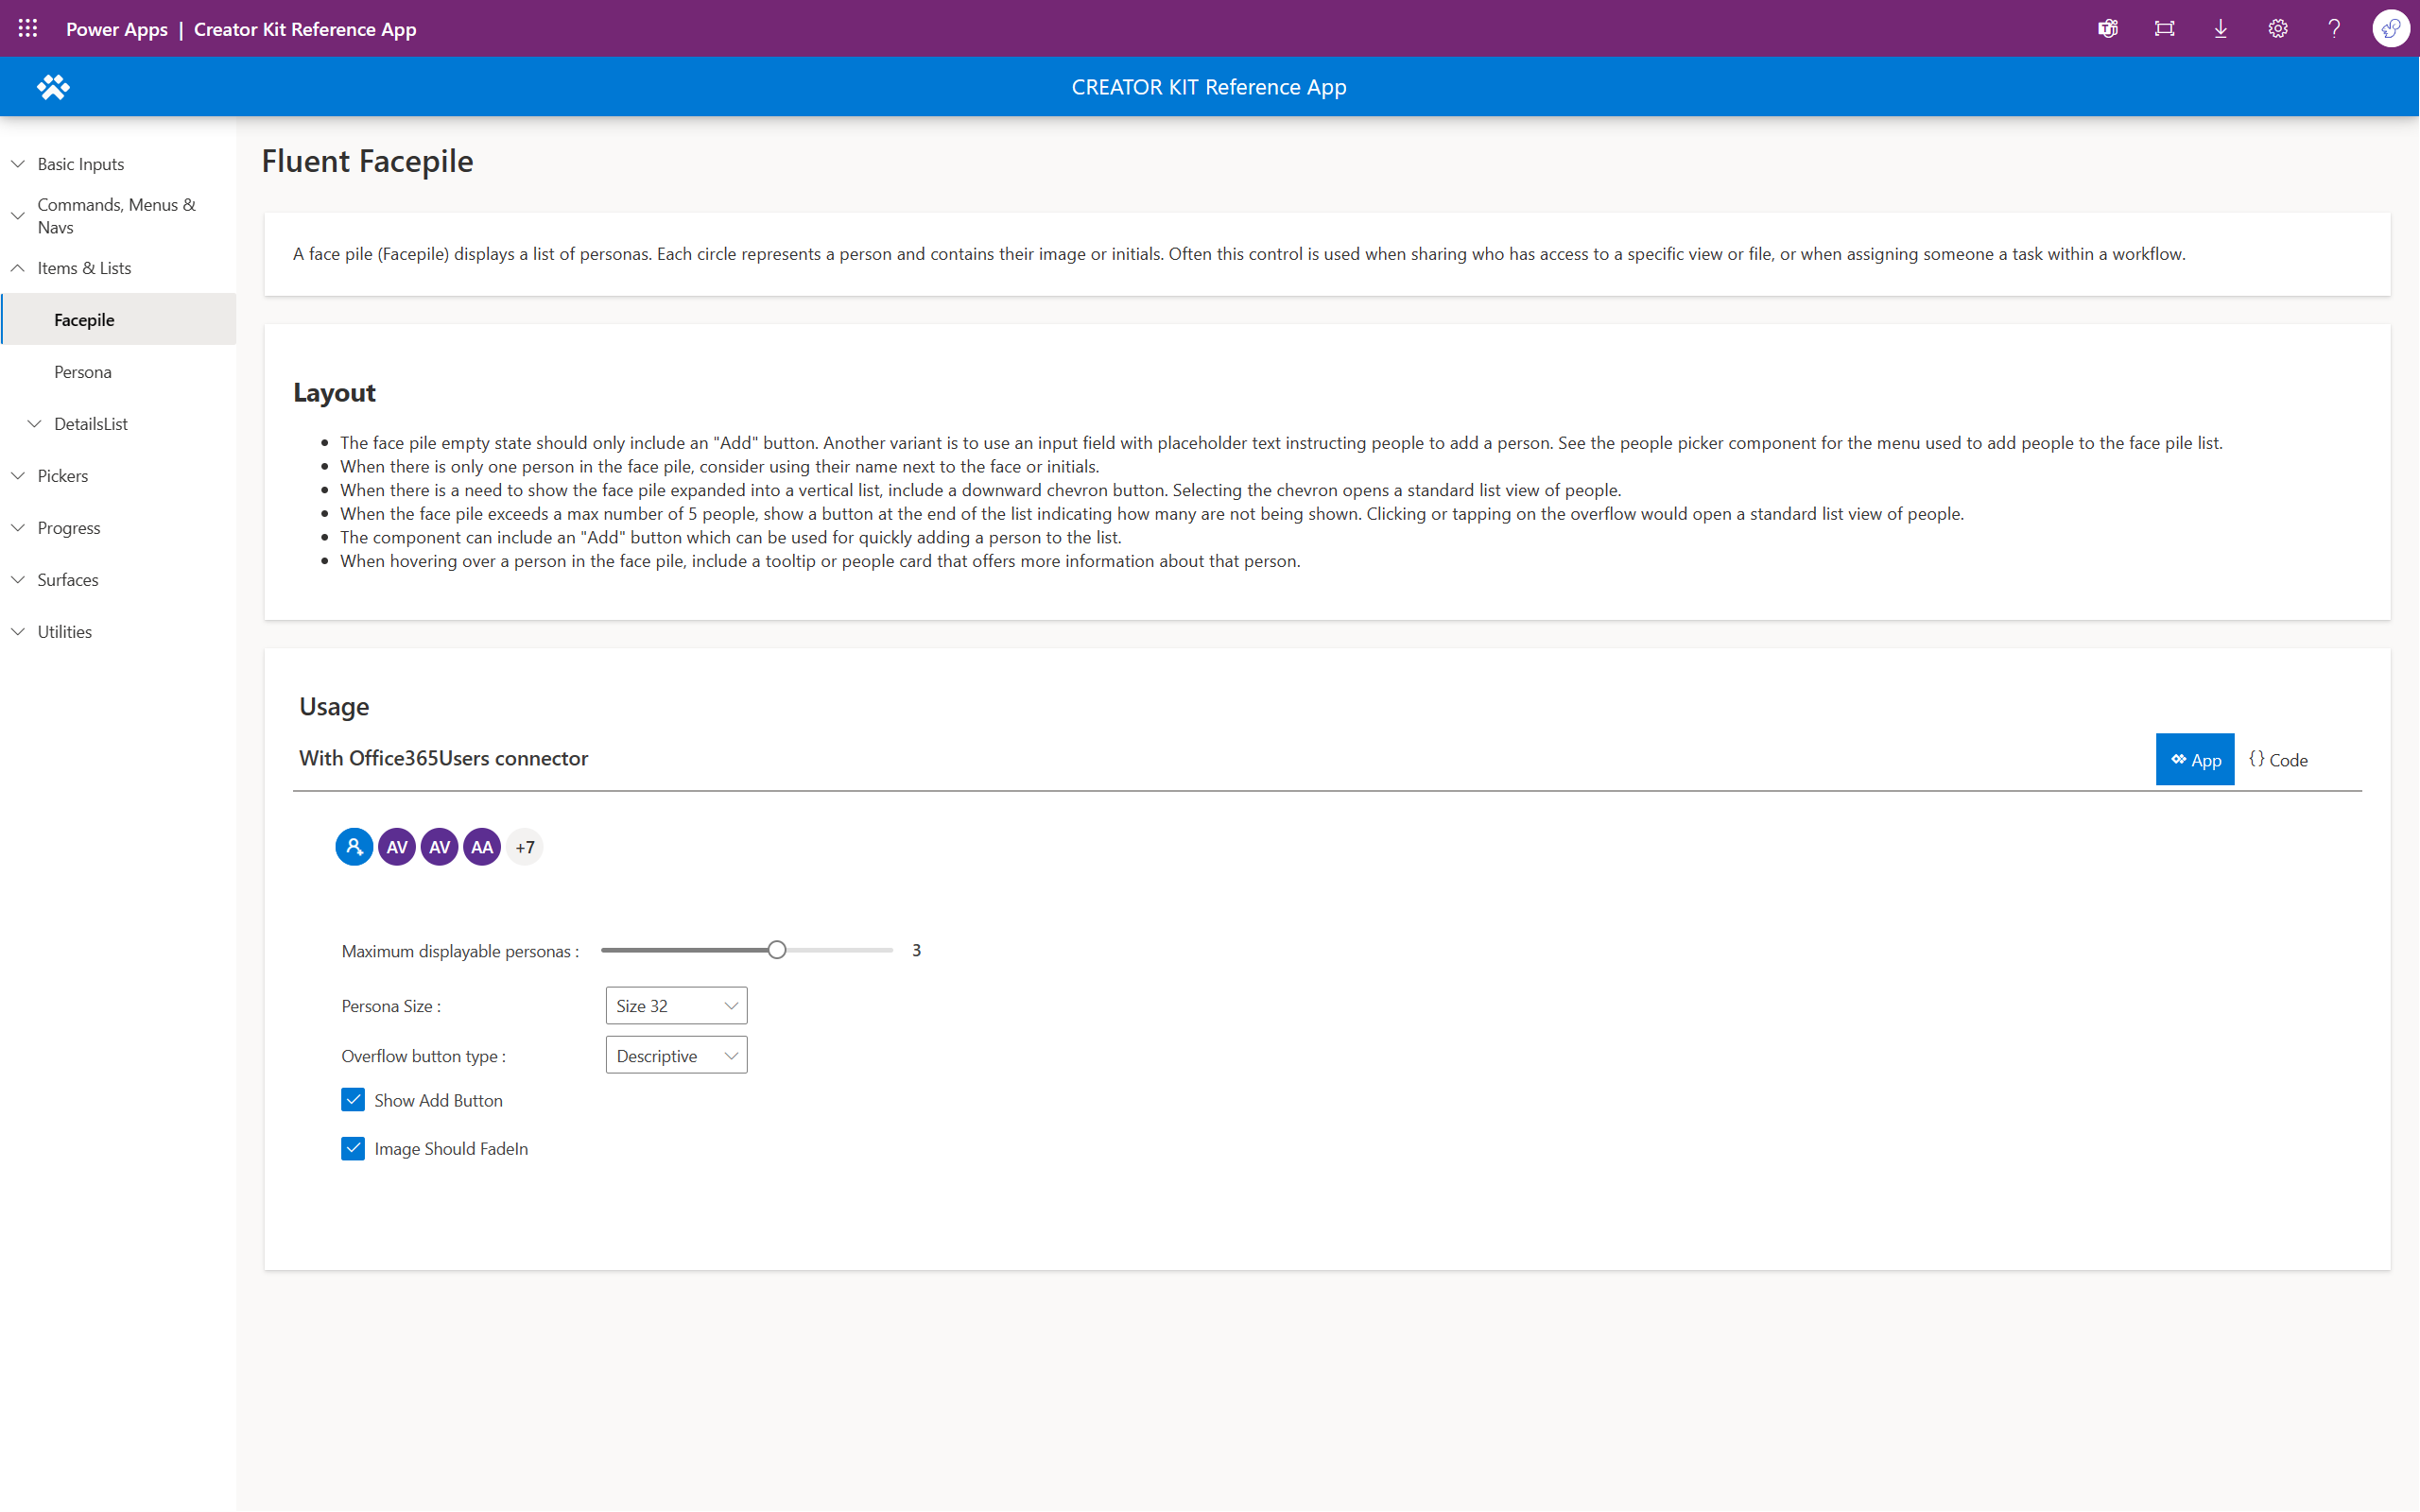 Power Apps | Creator Kit Reference App
CREATOR KIT Reference App
Basic Inputs
Commands, Menus &
Navs
Items & Lists
Facepile
Persona
DetailsList
Pickers
Progress
Surfaces
Utilities
Fluent Facepile
A face pile (Facepile) displays a list of personas. Each circle represents a person and contains their image or initials. Often this control is used when sharing who has access to a specific view or file, or when assigning someone a task within a workflow.
Layout
• The face pile empty state should only include an "Add" button. Another variant is to use an input field with placeholder text instructing people to add a person. See the people picker component for the menu used to add people to the face pile list.
• When there is only one person in the face pile, consider using their name next to the face or initials.
• When there is a need to show the face pile expanded into a vertical list, include a downward chevron button. Selecting the chevron opens a standard list view of people.
• When the face pile exceeds a max number of 5 people, show a button at the end of the list indicating how many are not being shown. Clicking or tapping on the overflow would open a standard list view of people.
• The component can include an "Add" button which can be used for quickly adding a person to the list.
• When hovering over a person in the face pile, include a tooltip or people card that offers more information about that person.
Usage
With Office365Users connector
App {} Code
AV AV AA +7
Maximum displayable personas : 3
Persona Size : Size 32
Overflow button type : Descriptive
Show Add Button
Image Should FadeIn